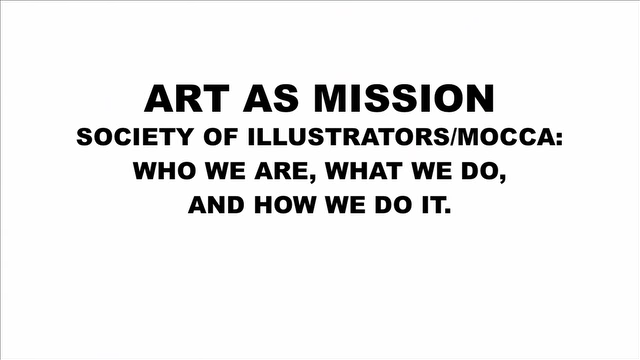 ART AS MISSION
SOCIETY OF ILLUSTRATORS/MOCCA:
WHO WE ARE, WHAT WE DO,
AND HOW WE DO IT.